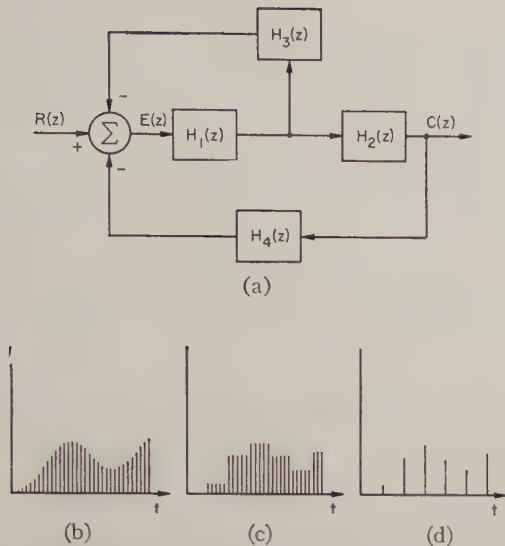 H₃(z)
−
R(z)
+
Σ
E(z)
H₁(z)
H₂(z)
C(z)
−
H₄(z)
(a)
t
t
t
(b)
(c)
(d)